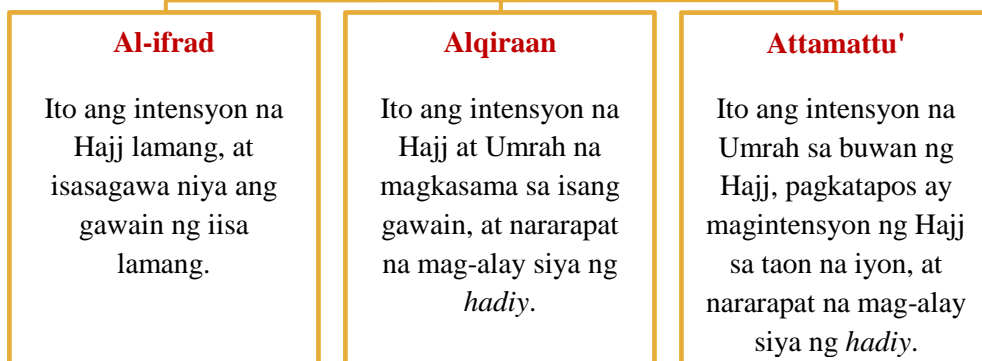 Al-ifrad
Ito ang intensyon na
Hajj lamang, at
isasagawa niya ang
gawain ng iisa
lamang.
Alqiraan
Ito ang intensyon na
Hajj at Umrah na
magkasama sa isang
gawain, at nararapat
na mag-alay siya ng
hadiy.
Attamattu'
Ito ang intensyon na
Umrah sa buwan ng
Hajj, pagkatapos ay
magintensyon ng Hajj
sa taon na iyon, at
nararapat na mag-alay
siya ng hadiy.